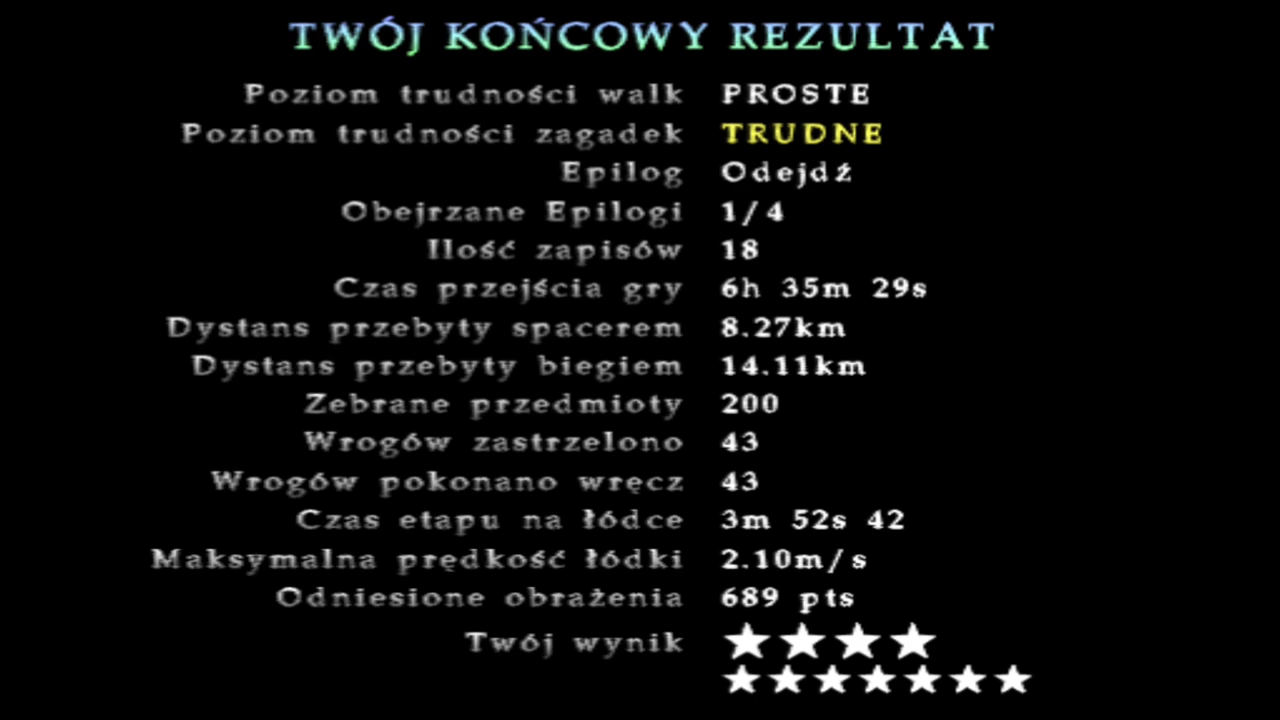 TWÓJ KOŃCOWY REZULTAT
Poziom trudności walk PROSTE
Poziom trudności zagadek TRUDNE
Epilog Odejdź
Obejrzane Epilogi 1/4
Ilość zapisów 18
Czas przejścia gry 6h 35m 29s
Dystans przebyty spacerem 8.27km
Dystans przebyty biegiem 14.11km
Zebrane przedmioty 200
Wrogów zastrzelono 43
Wrogów pokonano wręcz 43
Czas etapu na łódce 3m 52s 42
Maksymalna prędkość łódki 2.10m/s
Odniesione obrażenia 689 pts
Twój wynik ★★★★
★★★★★★★